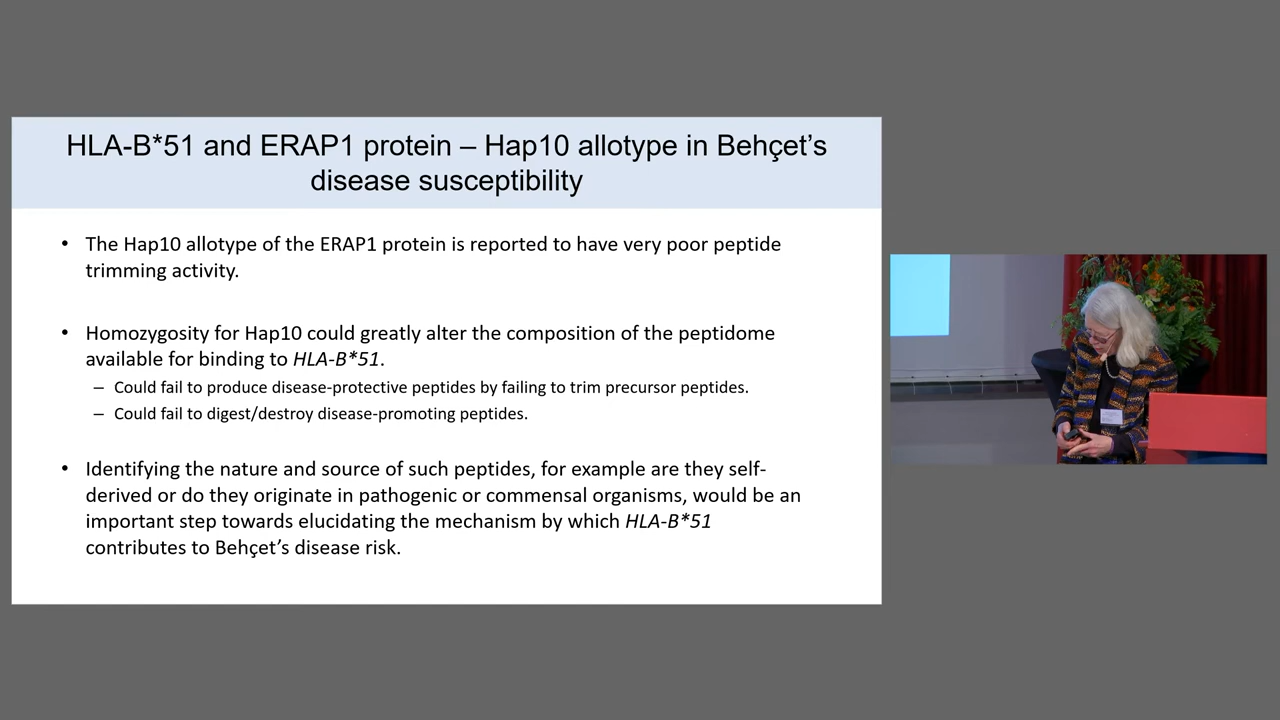 HLA-B*51 and ERAP1 protein – Hap10 allotype in Behçet’s
disease susceptibility
• The Hap10 allotype of the ERAP1 protein is reported to have very poor peptide
trimming activity.
• Homozygosity for Hap10 could greatly alter the composition of the peptidome
available for binding to HLA-B*51.
– Could fail to produce disease-protective peptides by failing to trim precursor peptides.
– Could fail to digest/destroy disease-promoting peptides.
• Identifying the nature and source of such peptides, for example are they self-
derived or do they originate in pathogenic or commensal organisms, would be an
important step towards elucidating the mechanism by which HLA-B*51
contributes to Behçet’s disease risk.